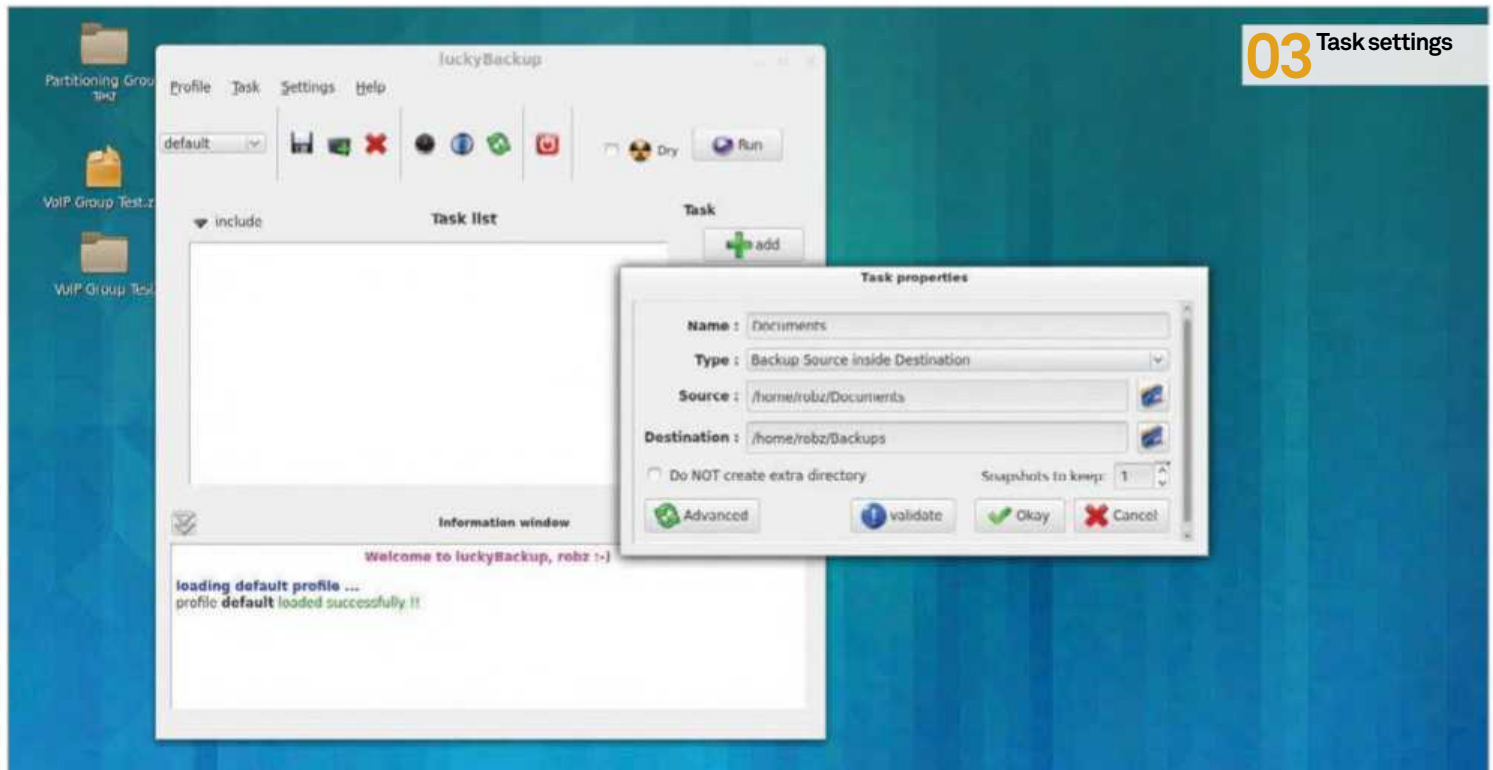 03 Task settings
Partitioning Grou
Test
VoIP Group Test.z
VoIP Group Test
luckyBackup
Profile Task Settings Help
default Dry Run
include Task list Task
add
Task properties
Name : Documents
Type : Backup Source inside Destination
Source : /home/robz/Documents
Destination : /home/robz/Backups
Do NOT create extra directory Snapshots to keep: 1
Advanced validate Okay Cancel
Information window
Welcome to luckyBackup, robz :-)
loading default profile ...
profile default loaded successfully !!